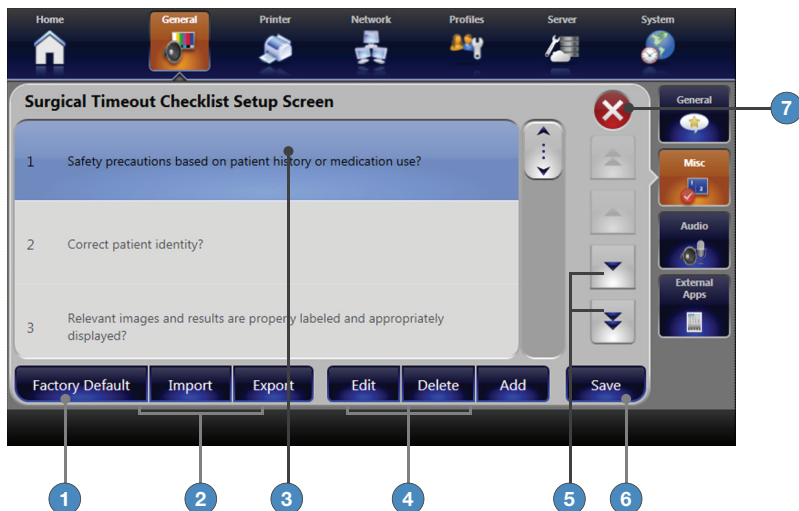 Home General Printer Network Profiles Server System
Surgical Timeout Checklist Setup Screen
General
7
1 Safety precautions based on patient history or medication use?
Misc
2 Correct patient identity?
Audio
3 Relevant images and results are properly labeled and appropriately
displayed?
External
Apps
Factory Default Import Export Edit Delete Add Save
1 2 3 4 5 6